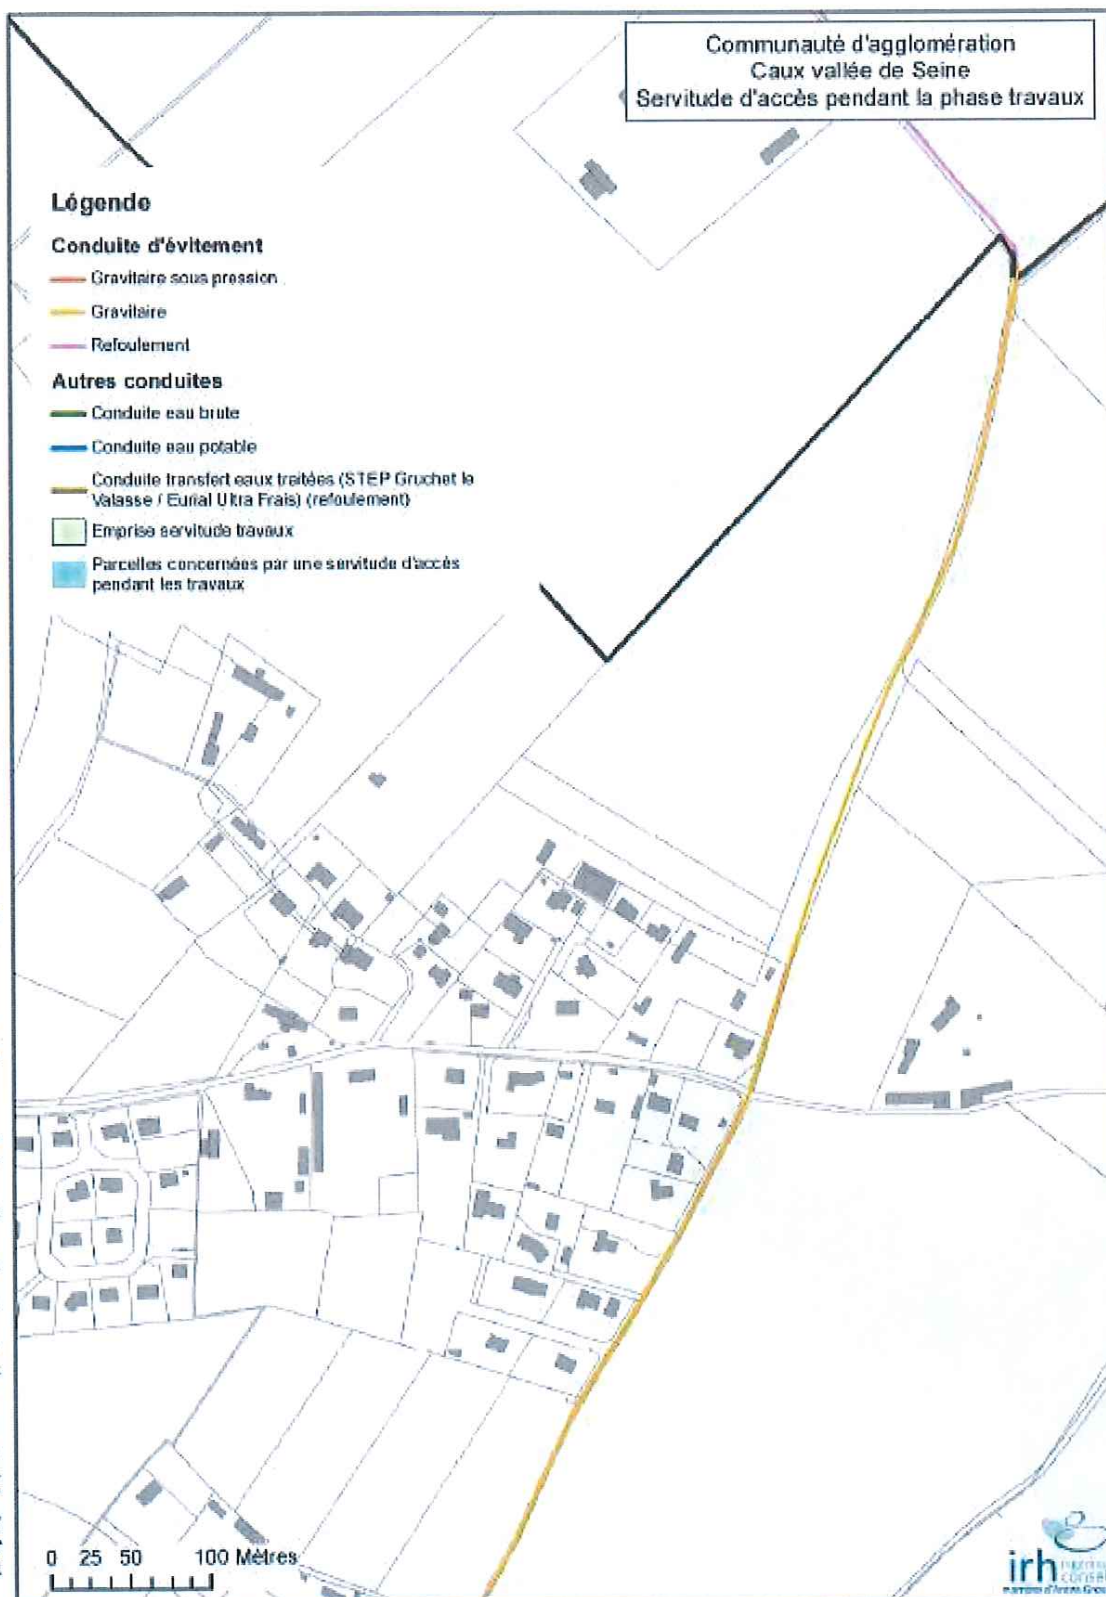 Communauté d'agglomération
Caux vallée de Seine
Servitude d'accès pendant la phase travaux
Légende
Conduite d'évitement
Gravitaire sous pression
Gravitaire
Refoulement
Autres conduites
Conduite eau brute
Conduite eau potable
Conduite transfert eaux traitées (STEP Gruchet le
Valasse / Eurial Ultra Frais) (refoulement)
Emprise servitude travaux
Parcelles concernées par une servitude d'accès
pendant les travaux
0 25 50 100 Mètres
irh